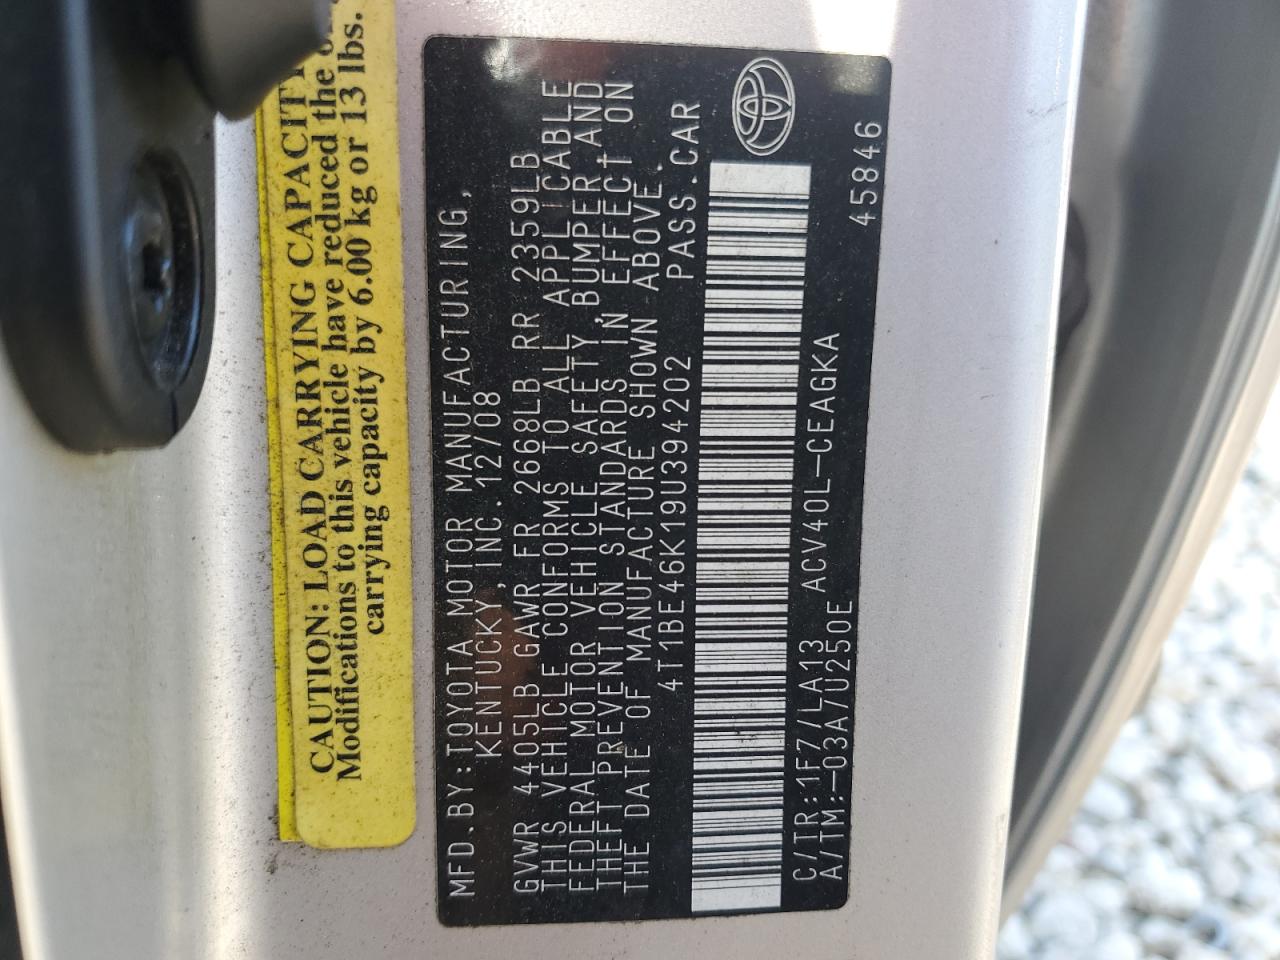 CAUTION: LOAD CARRYING CAPACITY
Modifications to this vehicle have reduced the
carrying capacity by 6.00 kg or 13 lbs.
MFD.BY:TOYOTA MOTOR MANUFACTURING,
KENTUCKY,INC. 12/08
GVWR 4405LB GAWR FR 2668LB RR 2359LB
THIS VEHICLE CONFORMS TO ALL APPLICABLE
FEDERAL MOTOR VEHICLE SAFETY,BUMPER,AND
THEFT PREVENTION STANDARDS IN EFFECT ON
THE DATE OF MANUFACTURE SHOWN ABOVE.
4T1BE46K19U394202 PASS.CAR
C/TR:1F7/LA13 ACV40L-CEAGKA
A/TM:-03A/U250E 45846